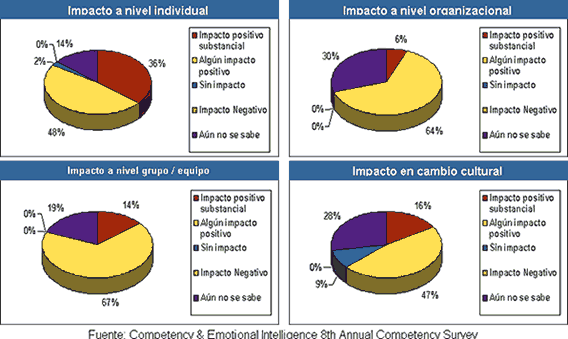 Impacto a nivel individual
0%
14%
2%
36%
48%
Impacto positivo
substancial
Algún impacto
positivo
Sin impacto
Impacto Negativo
Aún no se sabe
Impacto a nivel organizacional
6%
30%
0%
0%
64%
Impacto positivo
substancial
Algún impacto
positivo
Sin impacto
Impacto Negativo
Aún no se sabe
Impacto a nivel grupo / equipo
0%
19%
14%
0%
67%
Impacto positivo
substancial
Algún impacto
positivo
Sin impacto
Impacto Negativo
Aún no se sabe
Impacto en cambio cultural
28%
16%
0%
9%
47%
Impacto positivo
substancial
Algún impacto
positivo
Sin impacto
Impacto Negativo
Aún no se sabe
Fuente: Competency & Emotional Intelligence 8th Annual Competency Survey